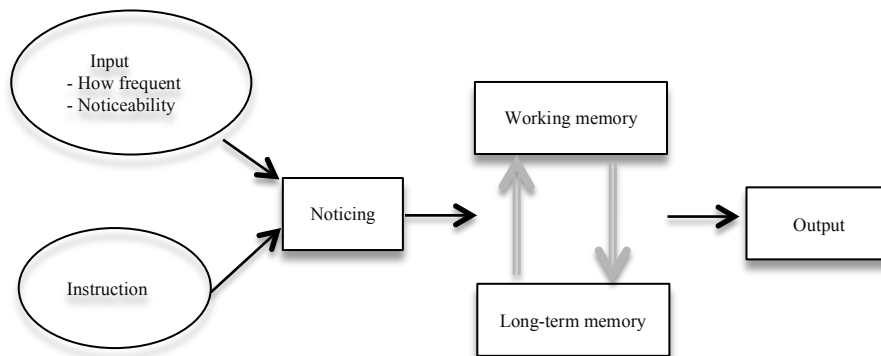 Input
- How frequent
- Noticeability
Working memory
Noticing
Output
Instruction
Long-term memory